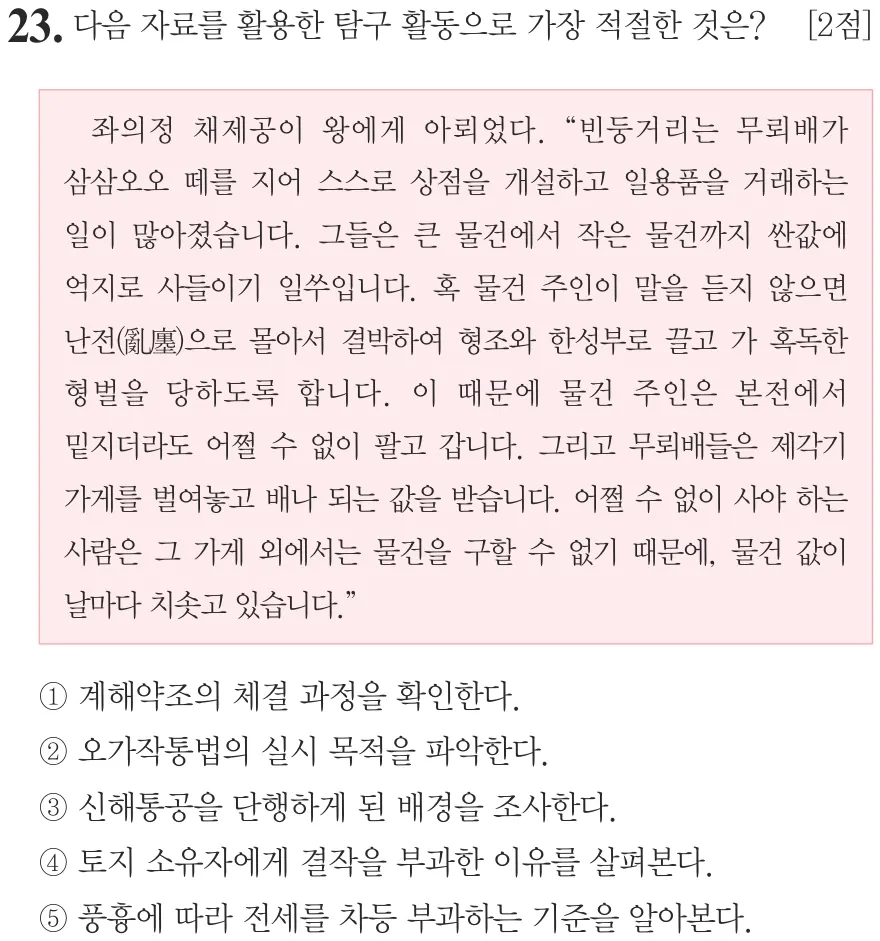 23. 다음 자료를 활용한 탐구 활동으로 가장 적절한 것은? [2점]
좌의정 채제공이 왕에게 아뢰었다. “빈둥거리는 무뢰배가
삼삼오오 떼를 지어 스스로 상점을 개설하고 일용품을 거래하는
일이 많아졌습니다. 그들은 큰 물건에서 작은 물건까지 싼값에
억지로 사들이기 일쑤입니다. 혹 물건 주인이 말을 듣지 않으면
난전(亂廛)으로 몰아서 결박하여 형조와 한성부로 끌고 가 혹독한
형벌을 당하도록 합니다. 이 때문에 물건 주인은 본전에서
밑지더라도 어쩔 수 없이 팔고 갑니다. 그리고 무뢰배들은 제각기
가게를 벌여놓고 배나 되는 값을 받습니다. 어쩔 수 없이 사야 하는
사람은 그 가게 외에서는 물건을 구할 수 없기 때문에, 물건 값이
날마다 치솟고 있습니다.”
① 계해약조의 체결 과정을 확인한다.
② 오가작통법의 실시 목적을 파악한다.
③ 신해통공을 단행하게 된 배경을 조사한다.
④ 토지 소유자에게 결작을 부과한 이유를 살펴본다.
⑤ 풍흉에 따라 전세를 차등 부과하는 기준을 알아본다.